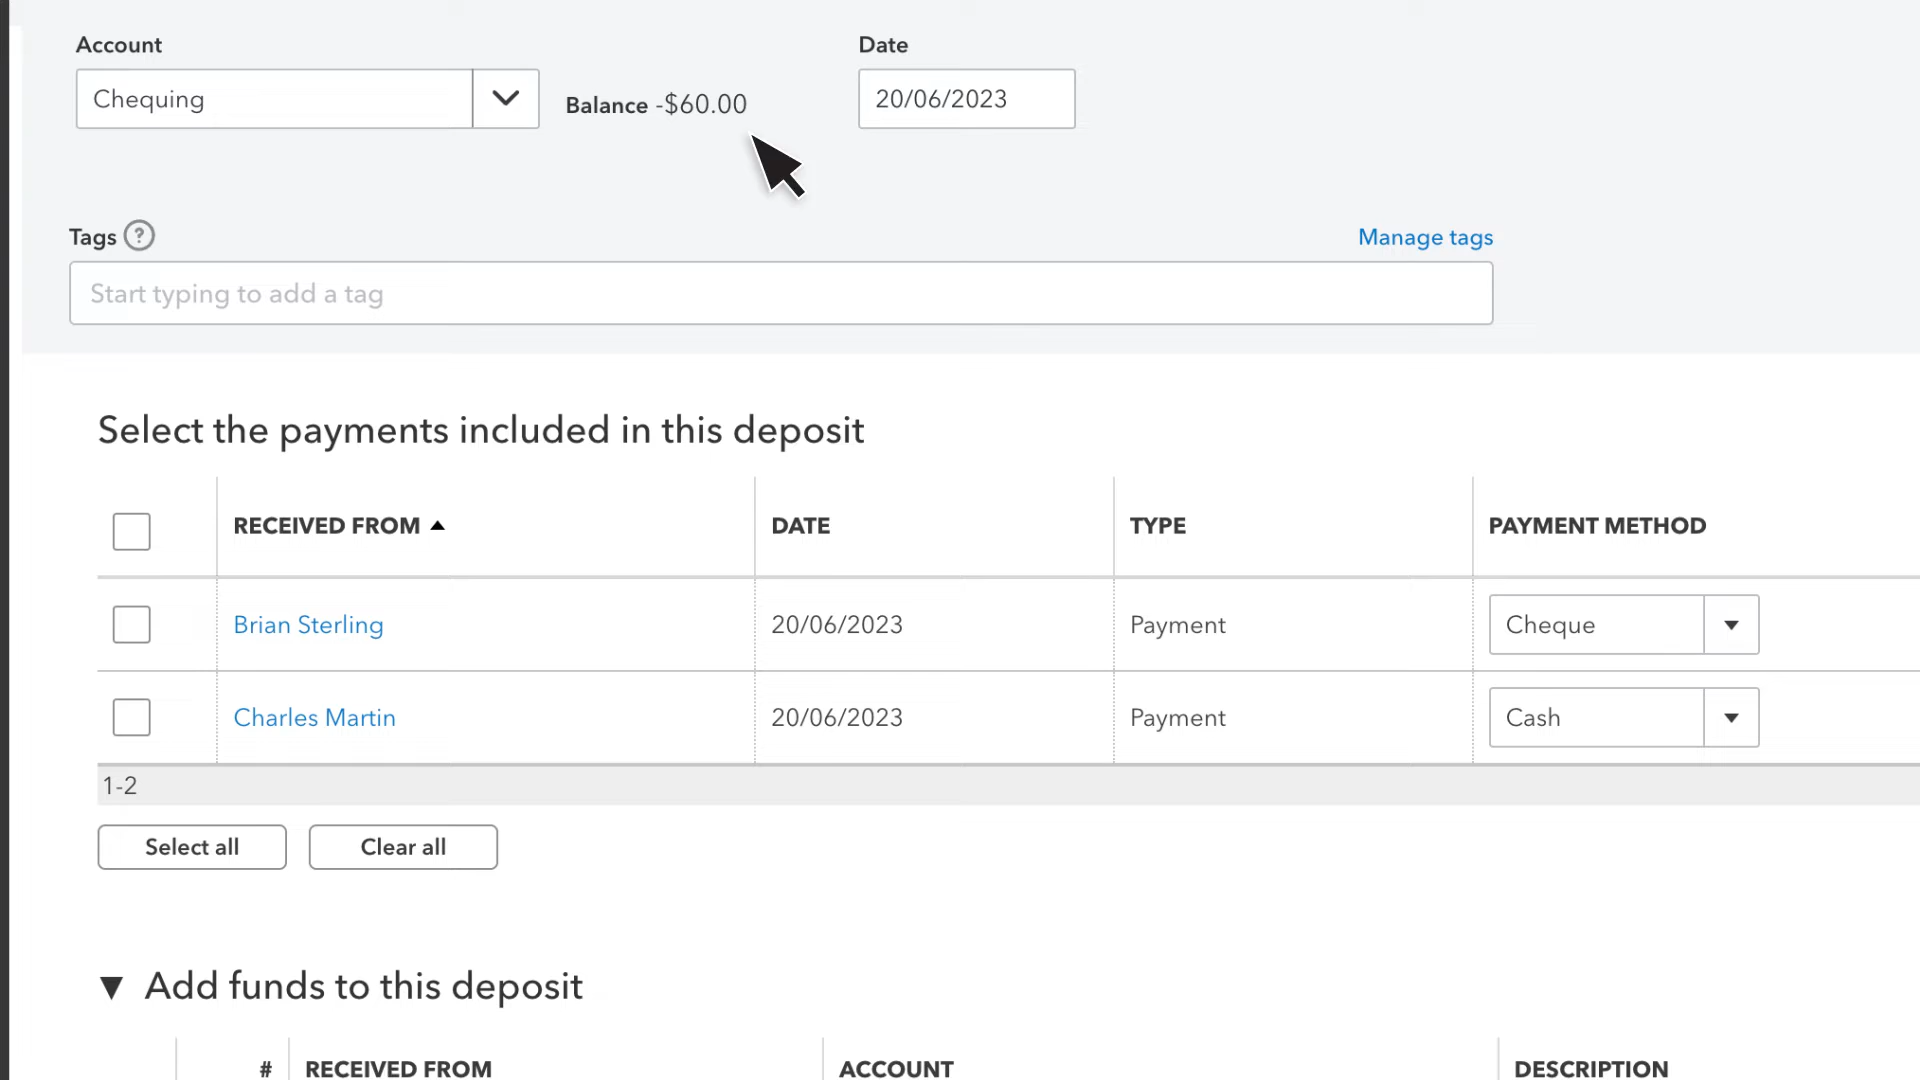 Account Date
Chequing Balance -$60.00 20/06/2023
Tags ? Manage tags
Start typing to add a tag
Select the payments included in this deposit
RECEIVED FROM DATE TYPE PAYMENT METHOD
Brian Sterling 20/06/2023 Payment Cheque
Charles Martin 20/06/2023 Payment Cash
1-2
Select all Clear all
Add funds to this deposit
# RECEIVED FROM ACCOUNT DESCRIPTION